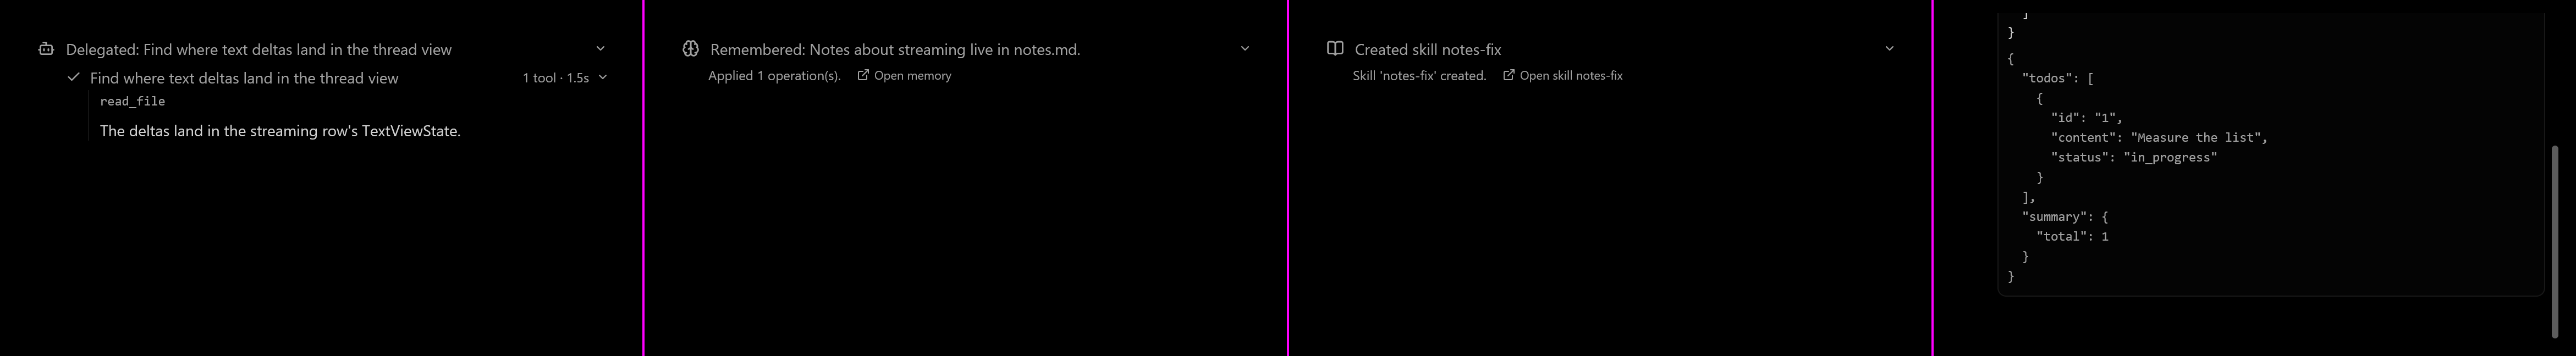 Delegated: Find where text deltas land in the thread view
Find where text deltas land in the thread view
1 tool · 1.5s
read_file
The deltas land in the streaming row's TextViewState.
Remembered: Notes about streaming live in notes.md.
Applied 1 operation(s).
Open memory
Created skill notes-fix
Skill 'notes-fix' created.
Open skill notes-fix
]
}
{
"todos": [
{
"id": "1",
"content": "Measure the list",
"status": "in_progress"
}
],
"summary": {
"total": 1
}
}